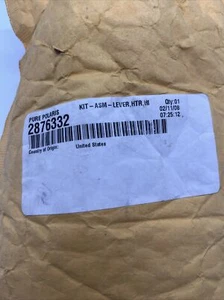 PURE POLARIS
KIT-ASM-LEVER,HTR,HI
Qty:01
2876332
02/11/08
07:25:12
Country of Origin:
United States